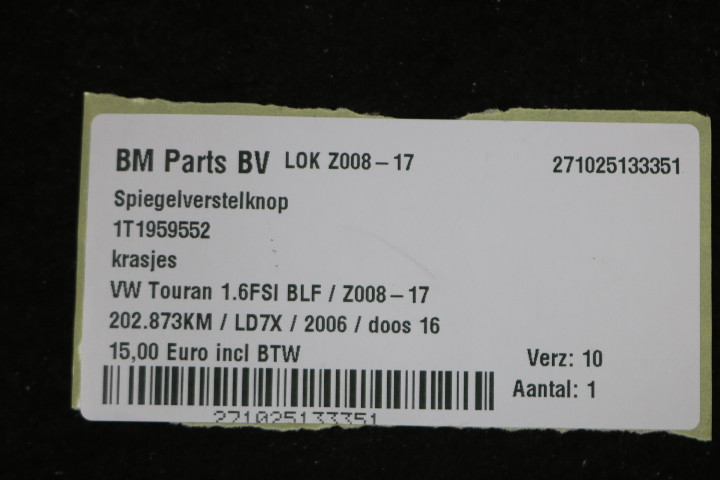 BM Parts BV LOK Z008-17 271025133351
Spiegelverstelknop
1T1959552
krasjes
VW Touran 1.6FSI BLF / Z008-17
202.873KM / LD7X / 2006 / doos 16
15,00 Euro incl BTW Verz: 10
Aantal: 1
271025133351